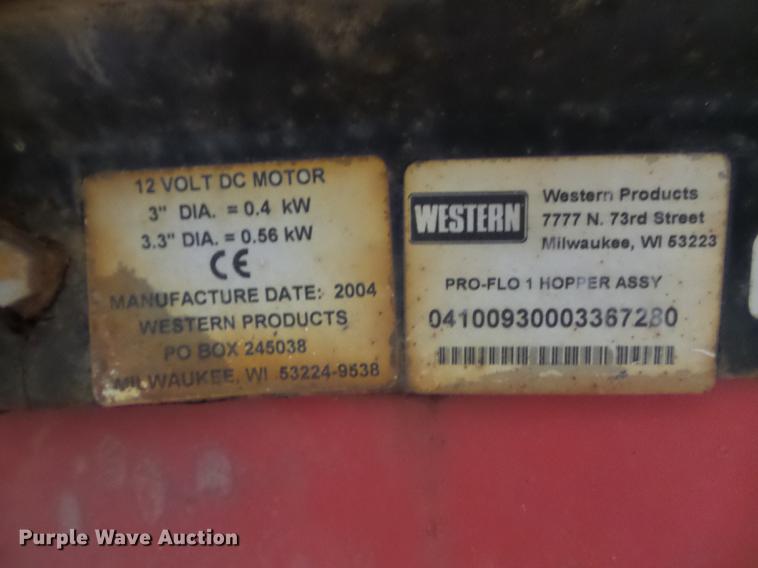 12 VOLT DC MOTOR
3" DIA. = 0.4 kW
3.3" DIA. = 0.56 kW
CE
MANUFACTURE DATE: 2004
WESTERN PRODUCTS
PO BOX 245038
MILWAUKEE, WI 53224-9538
WESTERN
Western Products
7777 N. 73rd Street
Milwaukee, WI 53223
PRO-FLO 1 HOPPER ASSY
04100930003367280
Purple Wave Auction